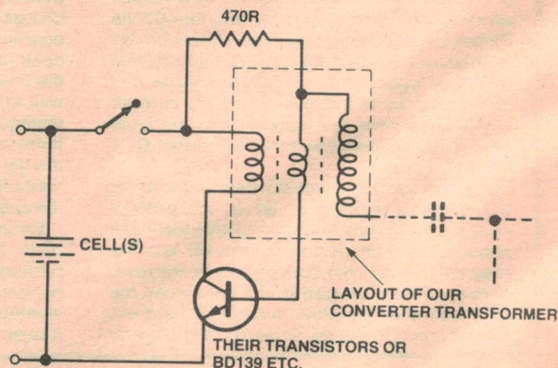 470R
CELL(S)
LAYOUT OF OUR
CONVERTER TRANSFORMER
THEIR TRANSISTORS OR
BD139 ETC.